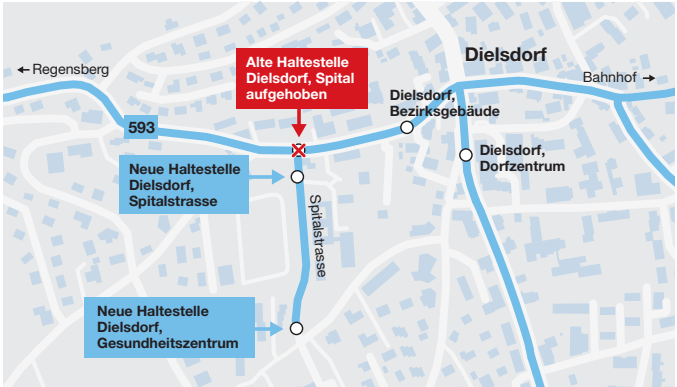 Alte Haltestelle
Dielsdorf, Spital
aufgehoben
Dielsdorf
← Regensberg
Bahnhof →
593
Dielsdorf,
Bezirksgebäude
Dielsdorf,
Dorfzentrum
Neue Haltestelle
Dielsdorf,
Spitalstrasse
Spitalstrasse
Neue Haltestelle
Dielsdorf,
Gesundheitszentrum